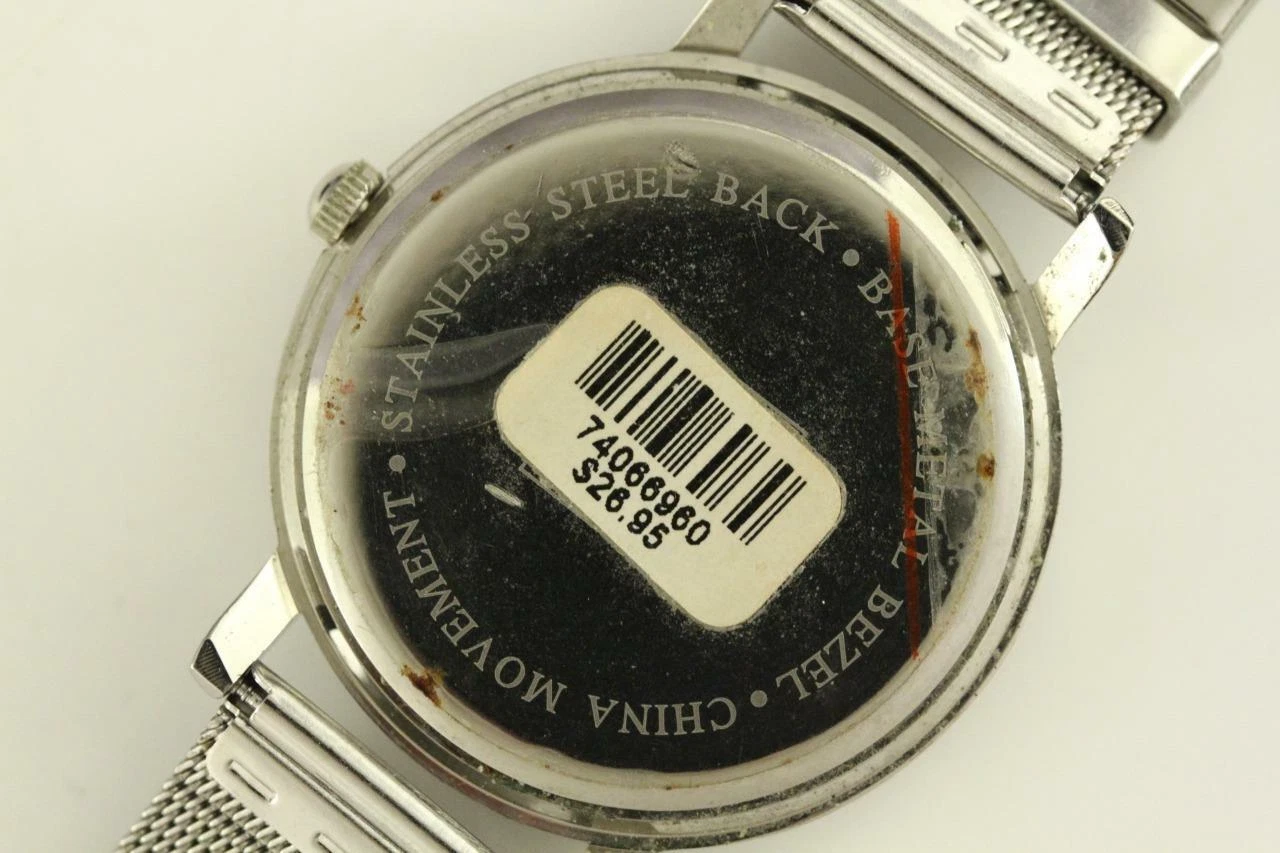 STAINLESS STEEL BACK • BASE METAL BEZEL • CHINA MOVEMENT •
74066960
$26.95